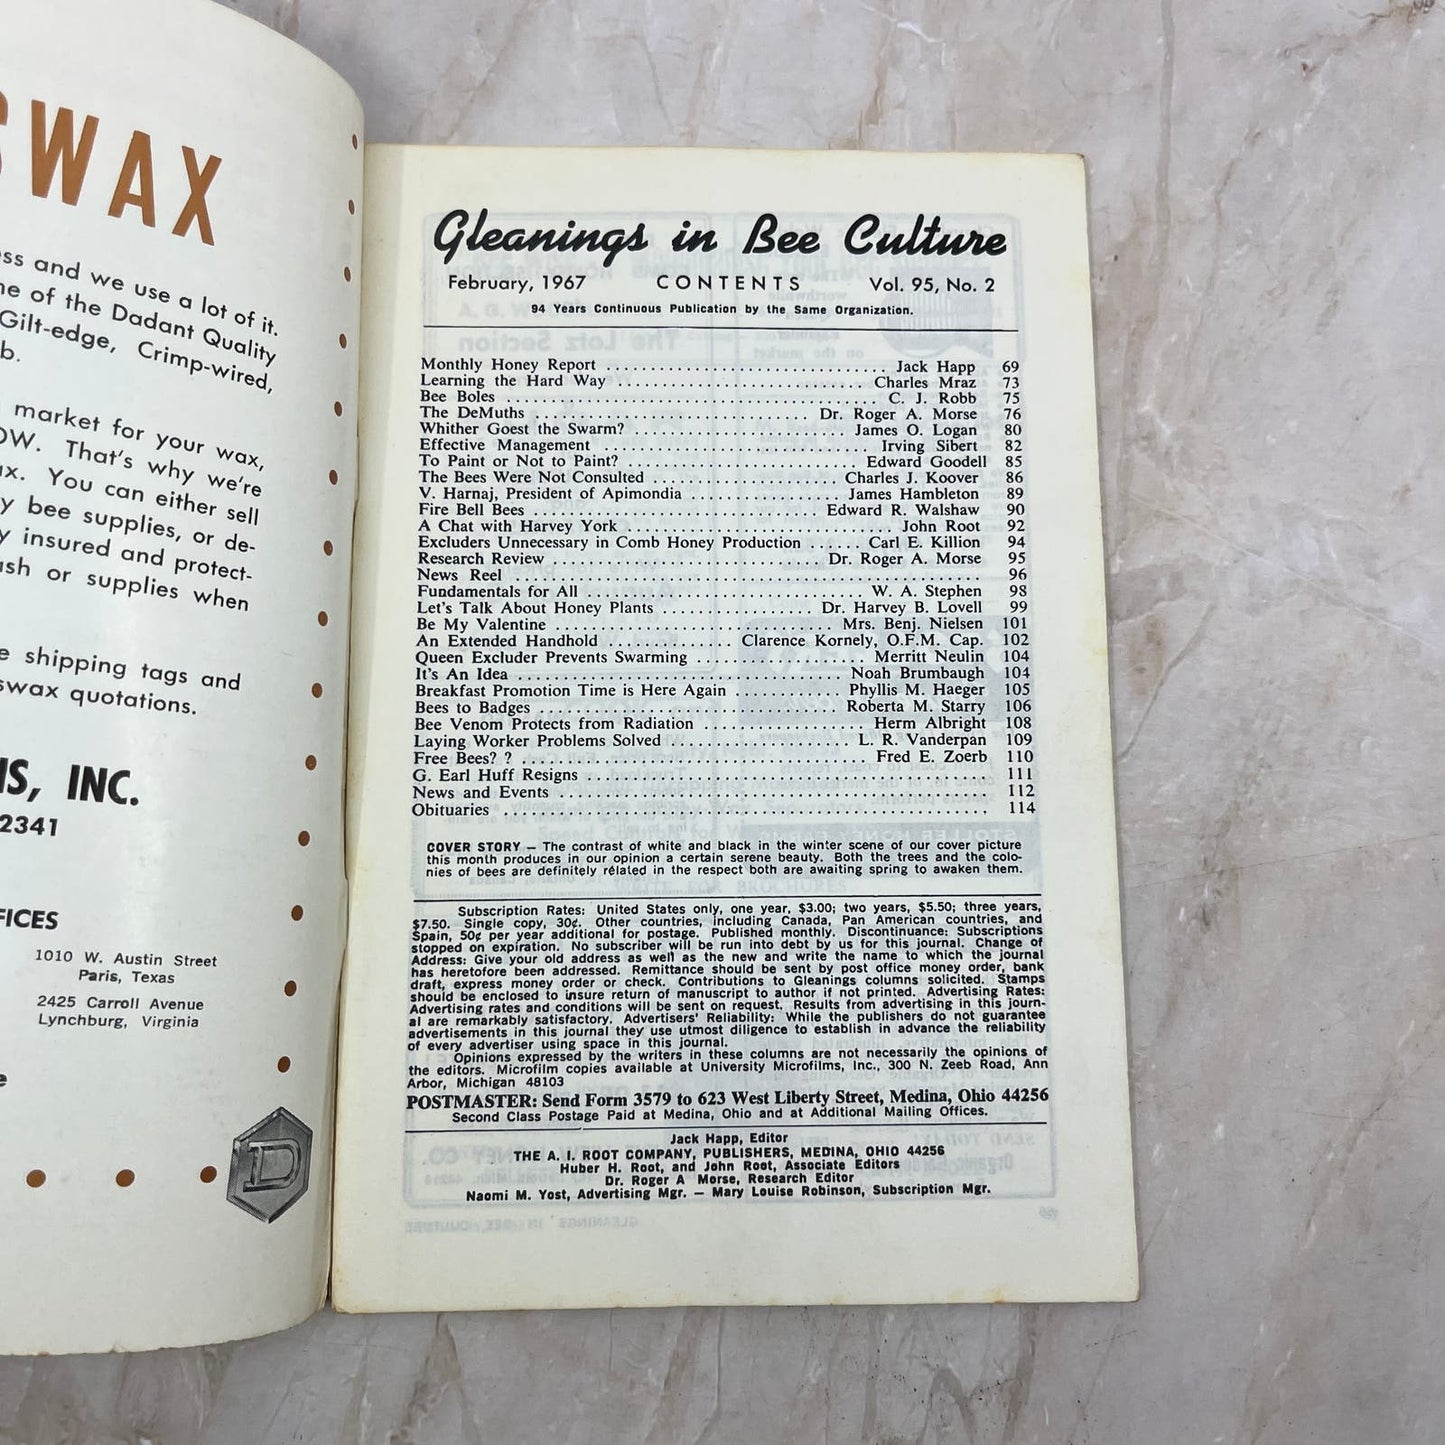 SWAX
ess and we use a lot of it.
ne of the Dadant Quality
Gilt-edge, Crimp-wired,
b.
market for your wax,
OW. That's why we're
ax. You can either sell
y bee supplies, or de-
y insured and protect-
ash or supplies when
e shipping tags and
swax quotations.
NS, INC.
2341
FICES
1010 W. Austin Street
Paris, Texas
2425 Carroll Avenue
Lynchburg, Virginia
e
D
Gleanings in Bee Culture
February, 1967 CONTENTS Vol. 95, No. 2
94 Years Continuous Publication by the Same Organization.
Monthly Honey Report ................................ Jack Happ 69
Learning the Hard Way .............................. Charles Mraz 73
Bee Boles ............................................ C. J. Robb 75
The DeMuths ................................ Dr. Roger A. Morse 76
Whither Goest the Swarm? ........................ James O. Logan 80
Effective Management ............................... Irving Sibert 82
To Paint or Not to Paint? ........................... Edward Goodell 85
The Bees Were Not Consulted ..................... Charles J. Koover 86
V. Harnaj, President of Apimondia ................... James Hambleton 89
Fire Bell Bees .................................. Edward R. Walshaw 90
A Chat with Harvey York ............................... John Root 92
Excluders Unnecessary in Comb Honey Production ...... Carl E. Killion 94
Research Review ................................ Dr. Roger A. Morse 95
News Reel ...................................................... 96
Fundamentals for All ................................ W. A. Stephen 98
Let's Talk About Honey Plants ................. Dr. Harvey B. Lovell 99
Be My Valentine ................................. Mrs. Benj. Nielsen 101
An Extended Handhold ............. Clarence Kornely, O.F.M. Cap. 102
Queen Excluder Prevents Swarming .................... Merritt Neulin 104
It's An Idea ..................................... Noah Brumbaugh 104
Breakfast Promotion Time is Here Again ............ Phyllis M. Haeger 105
Bees to Badges .................................. Roberta M. Starry 106
Bee Venom Protects from Radiation .................... Herm Albright 108
Laying Worker Problems Solved .................... L. R. Vanderpan 109
Free Bees? ? ........................................ Fred E. Zoerb 110
G. Earl Huff Resigns ............................................ 111
News and Events ................................................ 112
Obituaries ...................................................... 114
COVER STORY — The contrast of white and black in the winter scene of our cover picture
this month produces in our opinion a certain serene beauty. Both the trees and the colo-
nies of bees are definitely related in the respect both are awaiting spring to awaken them.
Subscription Rates: United States only, one year, $3.00; two years, $5.50; three years,
$7.50. Single copy, 30¢. Other countries, including Canada, Pan American countries, and
Spain, 50¢ per year additional for postage. Published monthly. Discontinuance: Subscriptions
stopped on expiration. No subscriber will be run into debt by us for this journal. Change of
Address: Give your old address as well as the new and write the name to which the journal
has heretofore been addressed. Remittance should be sent by post office money order, bank
draft, express money order or check. Contributions to Gleanings columns solicited. Stamps
should be enclosed to insure return of manuscript to author if not printed. Advertising Rates:
Advertising rates and conditions will be sent on request. Results from advertising in this journ-
al are remarkably satisfactory. Advertisers' Reliability: While the publishers do not guarantee
advertisements in this journal they use utmost diligence to establish in advance the reliability
of every advertiser using space in this journal.
Opinions expressed by the writers in these columns are not necessarily the opinions of
the editors. Microfilm copies available at University Microfilms, Inc., 300 N. Zeeb Road, Ann
Arbor, Michigan 48103
POSTMASTER: Send Form 3579 to 623 West Liberty Street, Medina, Ohio 44256
Second Class Postage Paid at Medina, Ohio and at Additional Mailing Offices.
Jack Happ, Editor
THE A. I. ROOT COMPANY, PUBLISHERS, MEDINA, OHIO 44256
Huber H. Root, and John Root, Associate Editors
Dr. Roger A Morse, Research Editor
Naomi M. Yost, Advertising Mgr. — Mary Louise Robinson, Subscription Mgr.